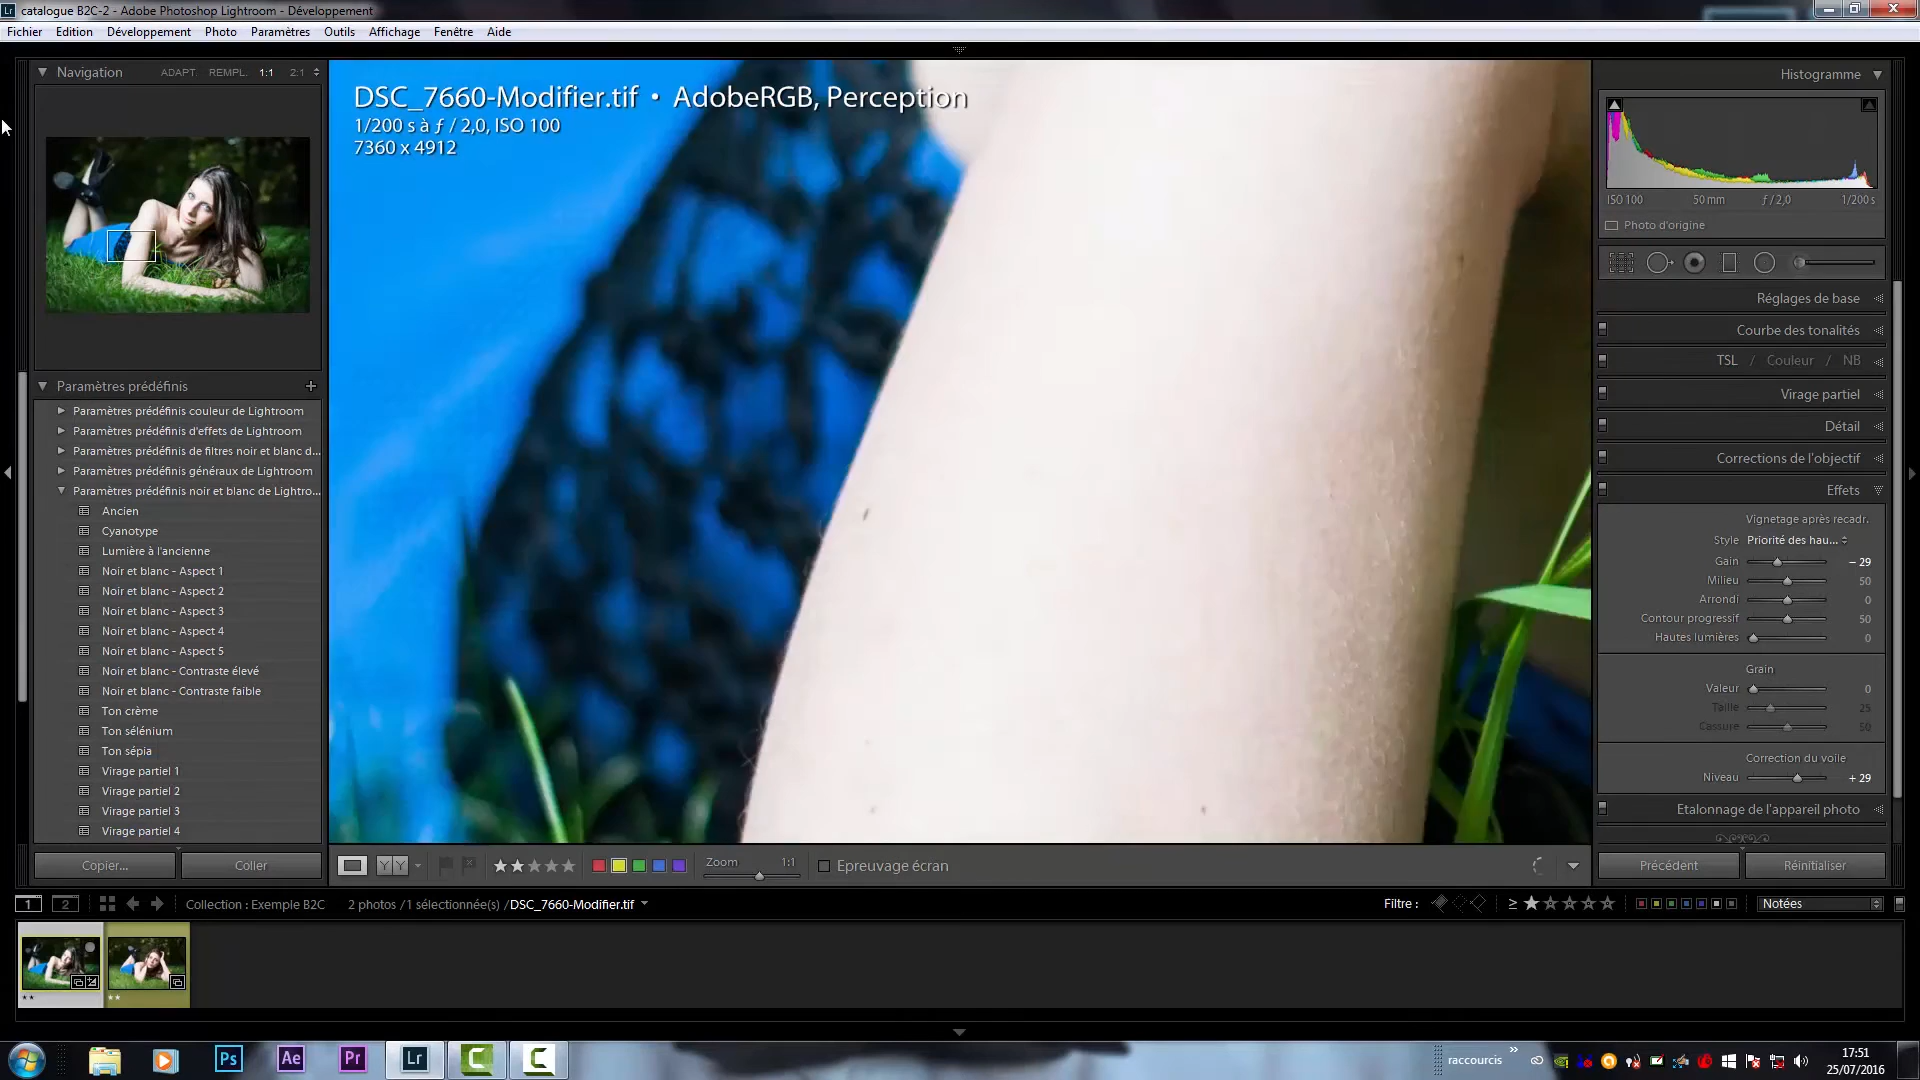 catalogue B2C-2 - Adobe Photoshop Lightroom - Développement
Fichier Edition Développement Photo Paramètres Outils Affichage Fenêtre Aide
Navigation ADAPT. REMPL. 1:1 2:1
DSC_7660-Modifier.tif • AdobeRGB, Perception
1/200 s à ƒ / 2,0, ISO 100
7360 x 4912
Paramètres prédéfinis
Paramètres prédéfinis couleur de Lightroom
Paramètres prédéfinis d'effets de Lightroom
Paramètres prédéfinis de filtres noir et blanc d...
Paramètres prédéfinis généraux de Lightroom
Paramètres prédéfinis noir et blanc de Lightro...
Ancien
Cyanotype
Lumière à l'ancienne
Noir et blanc - Aspect 1
Noir et blanc - Aspect 2
Noir et blanc - Aspect 3
Noir et blanc - Aspect 4
Noir et blanc - Aspect 5
Noir et blanc - Contraste élevé
Noir et blanc - Contraste faible
Ton crème
Ton sélénium
Ton sépia
Virage partiel 1
Virage partiel 2
Virage partiel 3
Virage partiel 4
Copier... Coller
Histogramme
ISO 100 50 mm ƒ / 2,0 1/200 s
Photo d'origine
Réglages de base
Courbe des tonalités
TSL / Couleur / NB
Virage partiel
Détail
Corrections de l'objectif
Effets
Vignetage après recadr.
Style Priorité des hau...
Gain – 29
Milieu 50
Arrondi 0
Contour progressif 50
Hautes lumières 0
Grain
Valeur 0
Taille 25
Cassure 50
Correction du voile
Niveau + 29
Etalonnage de l'appareil photo
Précédent Réinitialiser
YY Zoom 1:1 Epreuvage écran
1 2 Collection : Exemple B2C 2 photos /1 sélectionnée(s) /DSC_7660-Modifier.tif Filtre : ≥ Notées
Ps Ae Pr Lr C C raccourcis » 17:51
25/07/2016